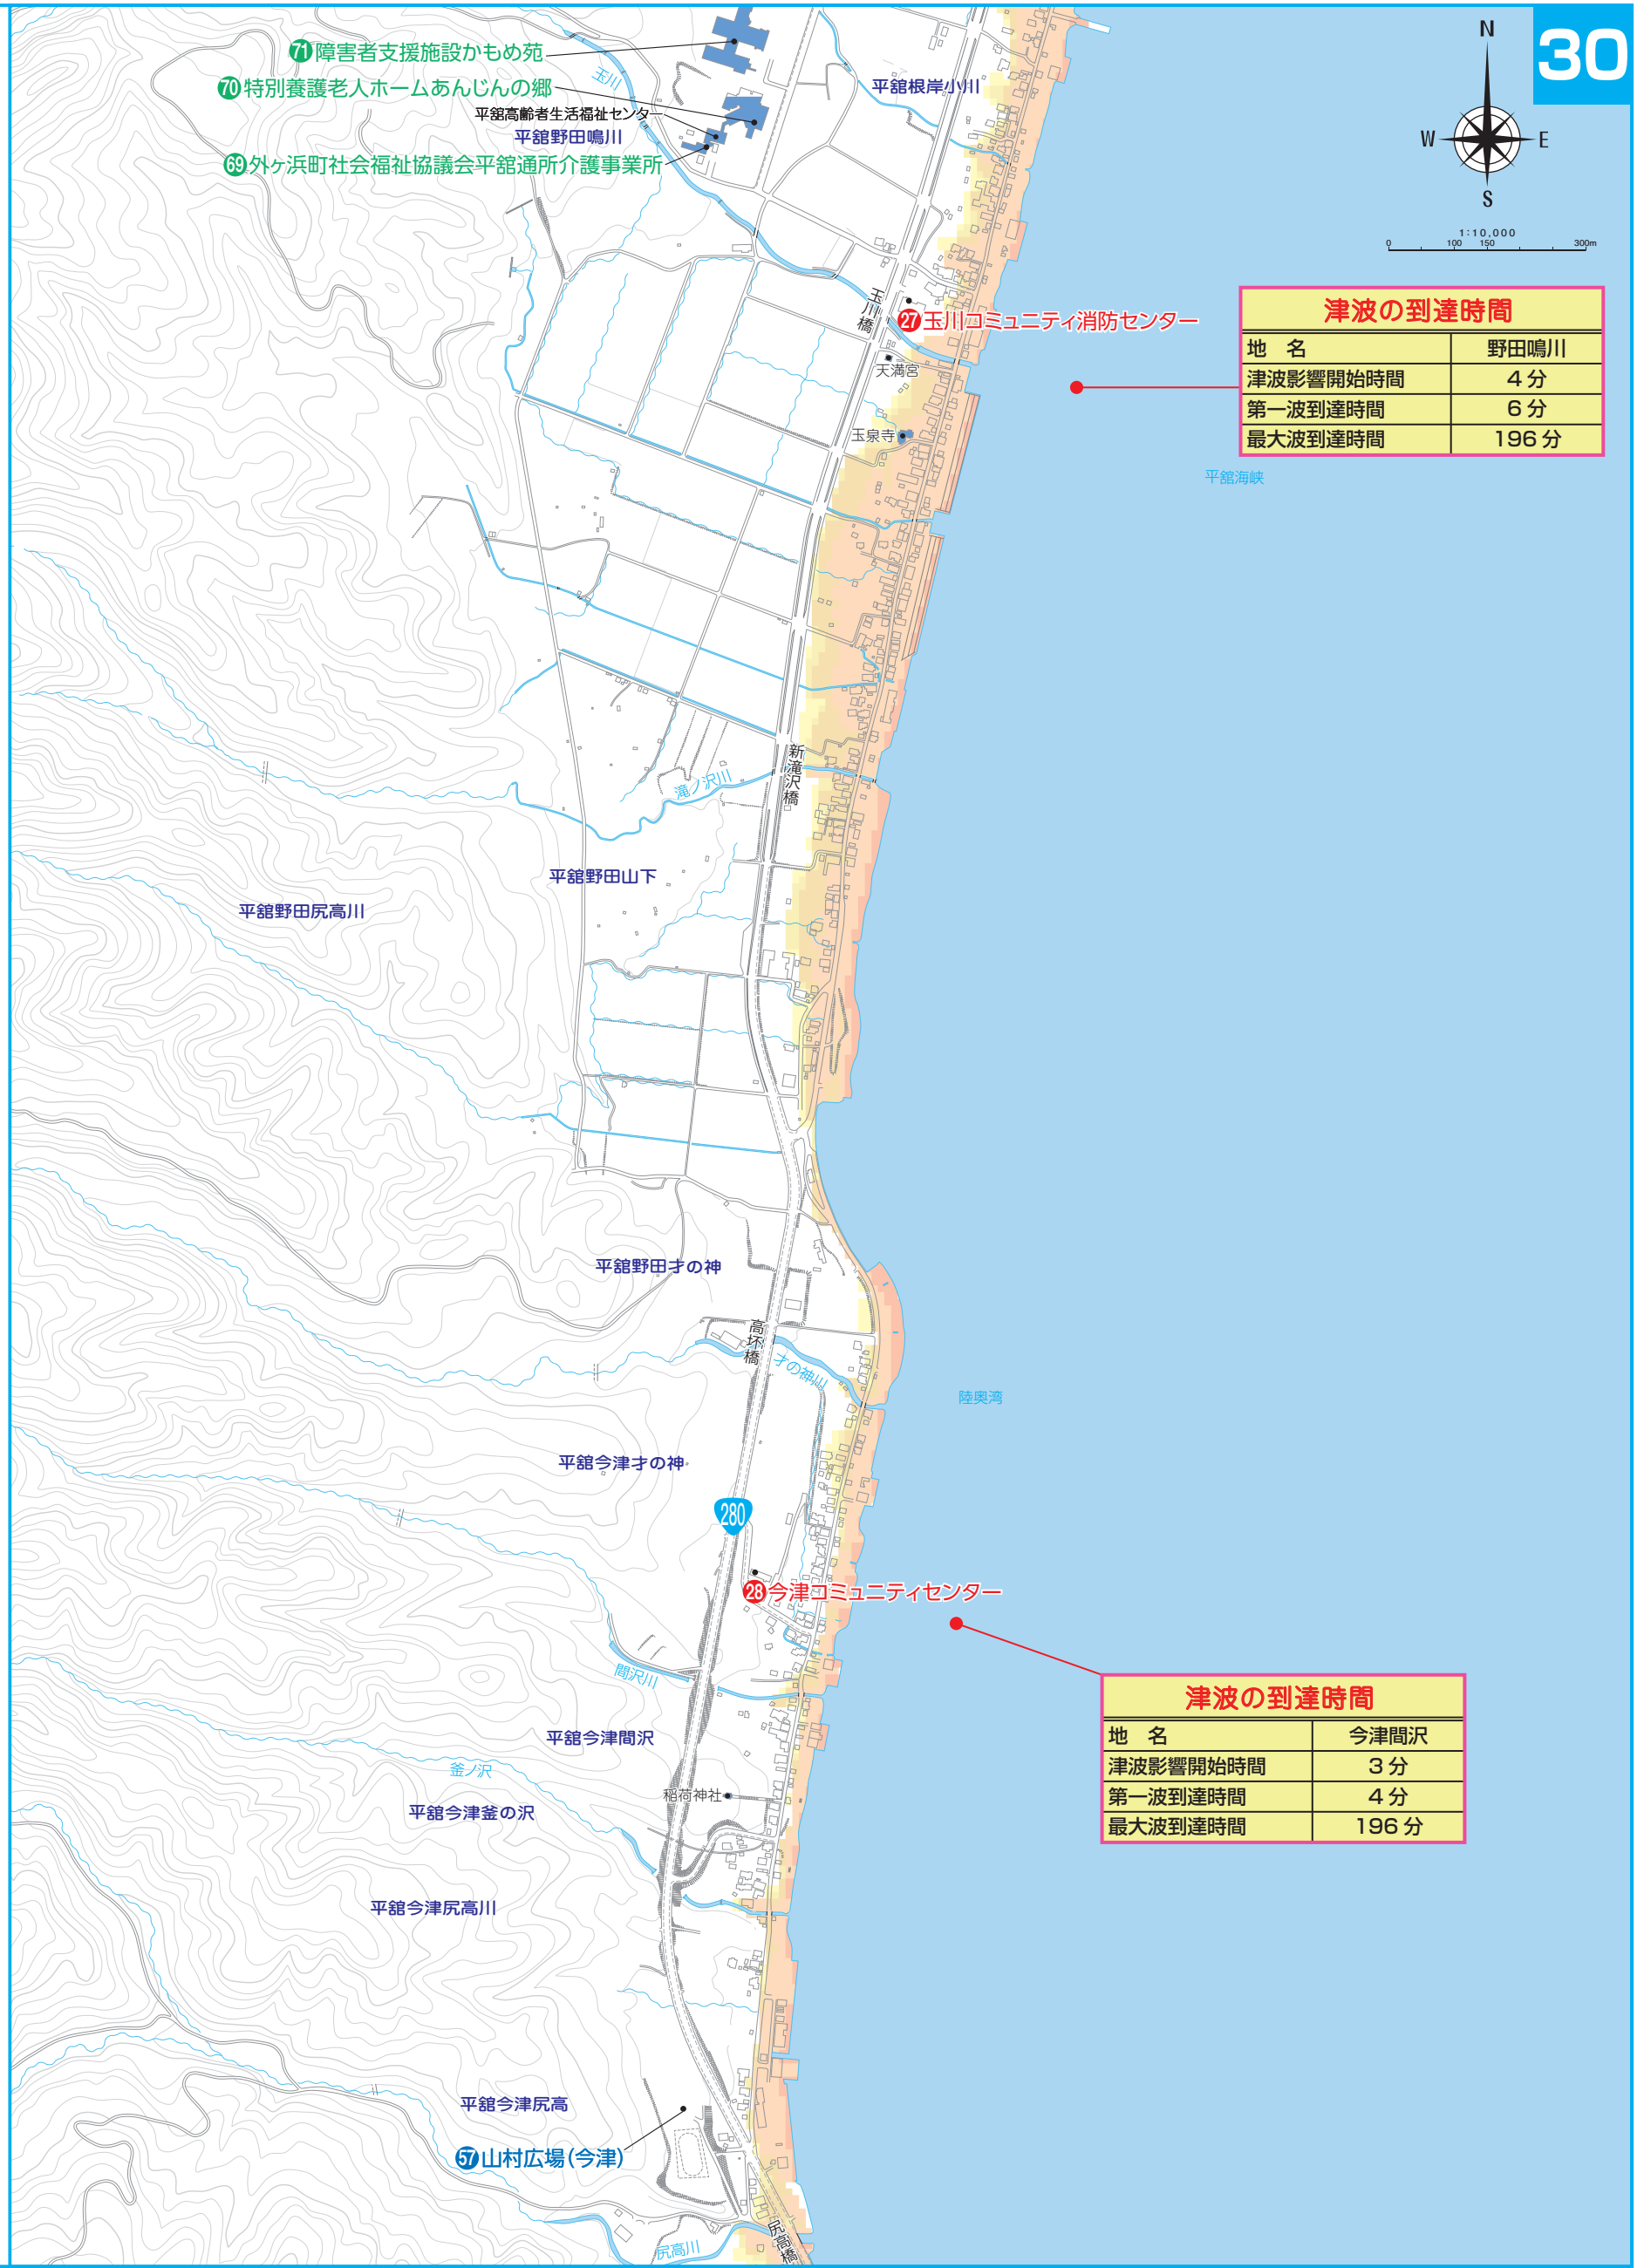 30
N
W
E
S
1:10,000
0 100 150 300m
71 障害者支援施設かもめ苑
70 特別養護老人ホームあんじんの郷
平舘高齢者生活福祉センター
平舘野田鳴川
69 外ヶ浜町社会福祉協議会平舘通所介護事業所
玉川
平舘根岸小川
玉川橋
27 玉川コミュニティ消防センター
天満宮
玉泉寺
津波の到達時間
地 名 野田鳴川
津波影響開始時間 4分
第一波到達時間 6分
最大波到達時間 196分
平舘海峡
新滝沢橋
滝ノ沢川
平舘野田山下
平舘野田尻高川
平舘野田才の神
高坏橋
才の神川
陸奥湾
平舘今津才の神
280
28 今津コミュニティセンター
間沢川
津波の到達時間
地 名 今津間沢
津波影響開始時間 3分
第一波到達時間 4分
最大波到達時間 196分
平舘今津間沢
釜ノ沢
稲荷神社
平舘今津釜の沢
平舘今津尻高川
平舘今津尻高
57 山村広場(今津)
尻高川
尻高橋